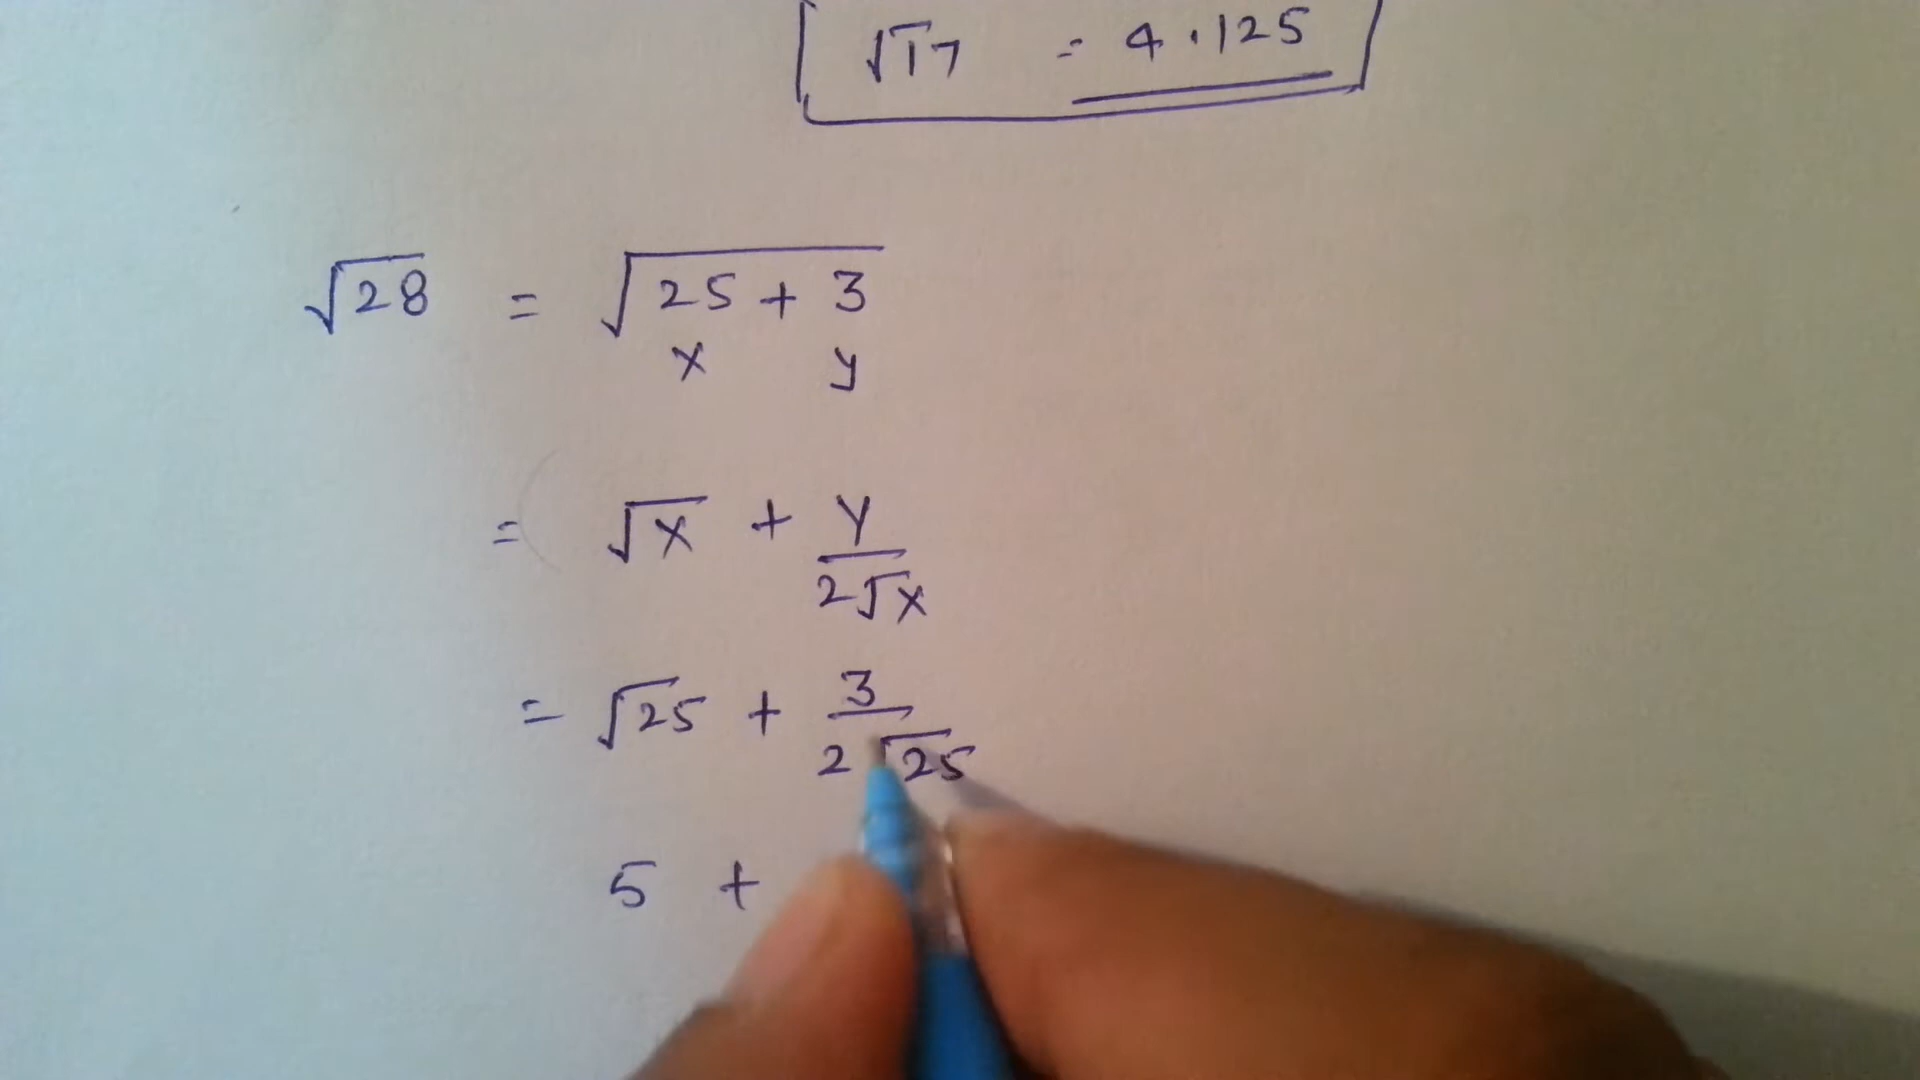 √17 = 4.125
√28 = √25 + 3
x y
= √x + y/2√x
= √25 + 3/2√25
5 +